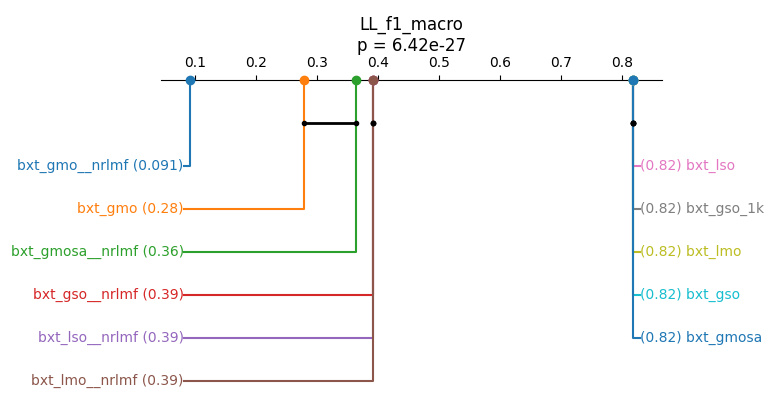 LL_f1_macro
p = 6.42e-27
0.1 0.2 0.3 0.4 0.5 0.6 0.7 0.8
bxt_gmo__nrlmf (0.091)
(0.82) bxt_lso
bxt_gmo (0.28)
(0.82) bxt_gso_1k
bxt_gmosa__nrlmf (0.36)
(0.82) bxt_lmo
bxt_gso__nrlmf (0.39)
(0.82) bxt_gso
bxt_lso__nrlmf (0.39)
(0.82) bxt_gmosa
bxt_lmo__nrlmf (0.39)